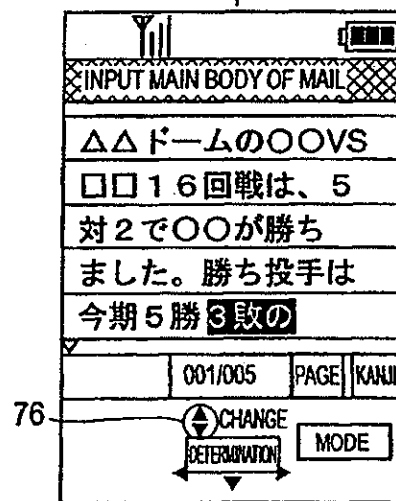 INPUT MAIN BODY OF MAIL
△△ドームの○○VS
□□16回戦は、5
対2で○○が勝ち
ました。勝ち投手は
今期5勝3敗の
001/005 PAGE KANJI
76 CHANGE
DETERMINATION MODE